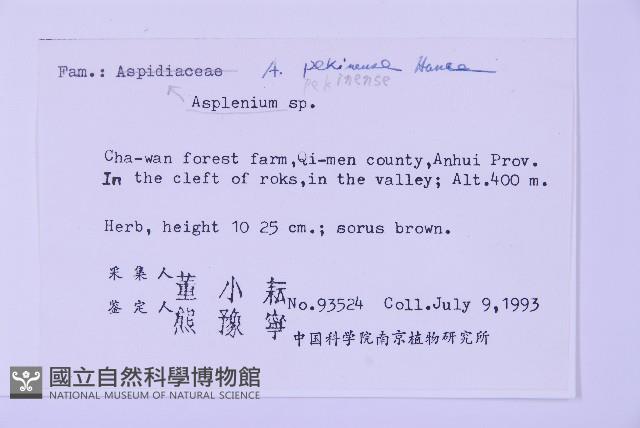 Fam.: Aspidiaceae A. pekinense Hance
pekinense
Asplenium sp.
Cha-wan forest farm,Qi-men county,Anhui Prov.
In the cleft of roks,in the valley; Alt.400 m.
Herb, height 10 25 cm.; sorus brown.
采集人 董小耘
鉴定人 熊豫寧 No.93524 Coll.July 9,1993
中国科学院南京植物研究所
國立自然科學博物館
NATIONAL MUSEUM OF NATURAL SCIENCE